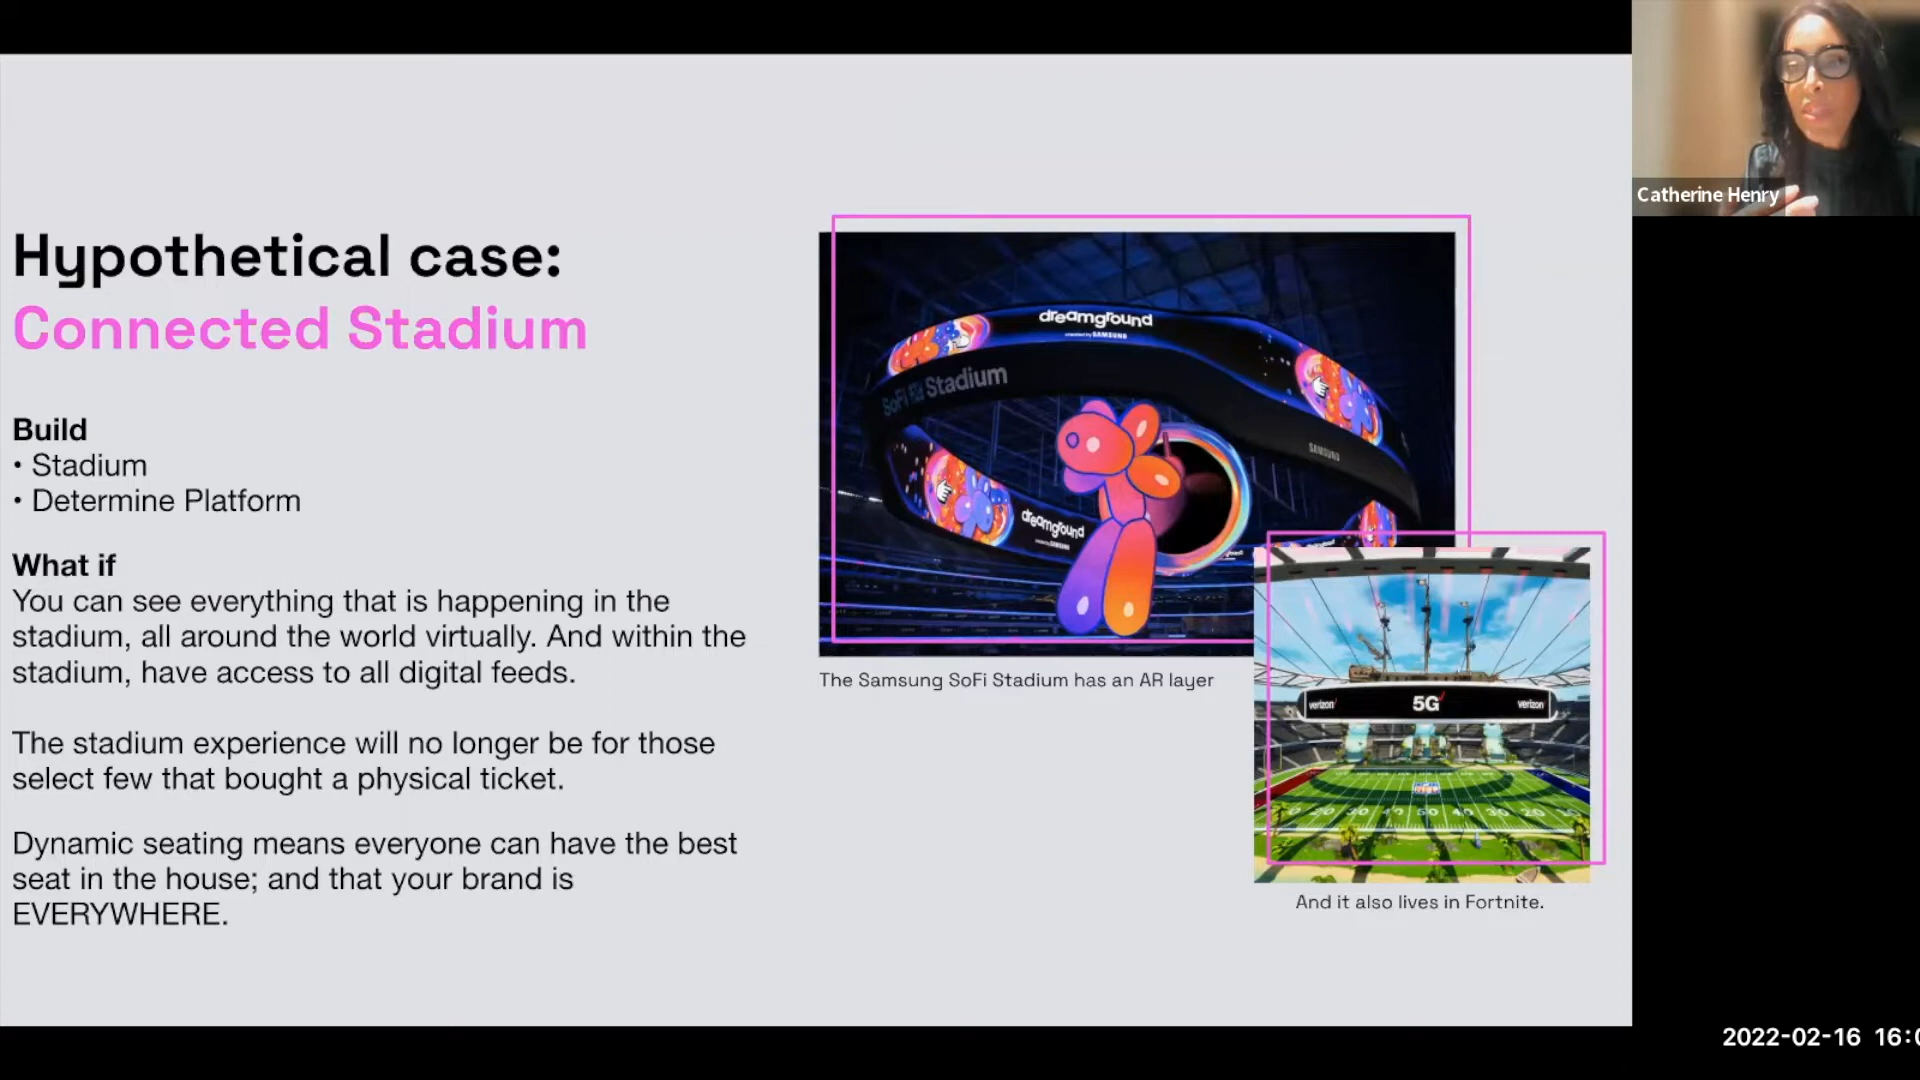 Hypothetical case:
Connected Stadium
Build
• Stadium
• Determine Platform
What if
You can see everything that is happening in the
stadium, all around the world virtually. And within the
stadium, have access to all digital feeds.
The stadium experience will no longer be for those
select few that bought a physical ticket.
Dynamic seating means everyone can have the best
seat in the house; and that your brand is
EVERYWHERE.
dreamground
SAMSUNG
SoFi Stadium
SAMSUNG
dreamground
The Samsung SoFi Stadium has an AR layer
verizon
5G
verizon
NFL
And it also lives in Fortnite.
Catherine Henry
2022-02-16 16:0